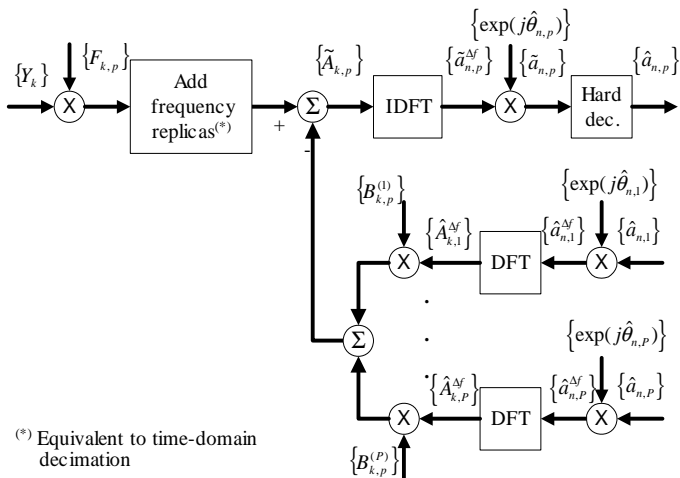 {exp(jθ̂_{n,p})}
{Y_k} {F_{k,p}} {Ã_{k,p}} {ã^{Δf}_{n,p}} {ã_{n,p}} {â_{n,p}}
X
Add
frequency
replicas(*)
+
-
Σ
IDFT
X
Hard
dec.
{B^{(1)}_{k,p}} {exp(jθ̂_{n,1})}
{Â^{Δf}_{k,1}} {â^{Δf}_{n,1}} {â_{n,1}}
X DFT X
Σ
. . .
. . .
{exp(jθ̂_{n,P})}
{Â^{Δf}_{k,P}} {â^{Δf}_{n,P}} {â_{n,P}}
X DFT X
{B^{(P)}_{k,p}}
(*) Equivalent to time-domain
decimation